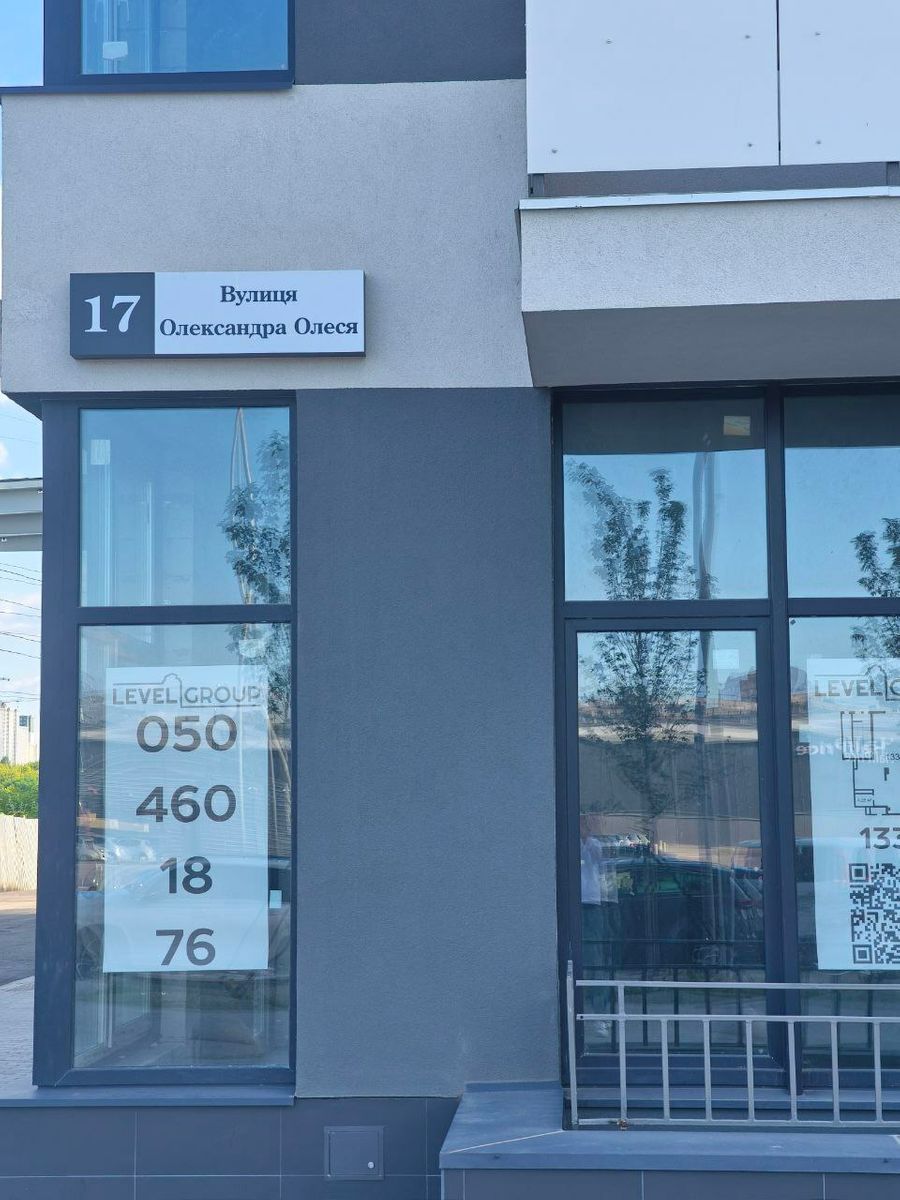 17
Вулиця
Олександра Олеся
LEVEL GROUP
050
460
18
76
LEVEL
133